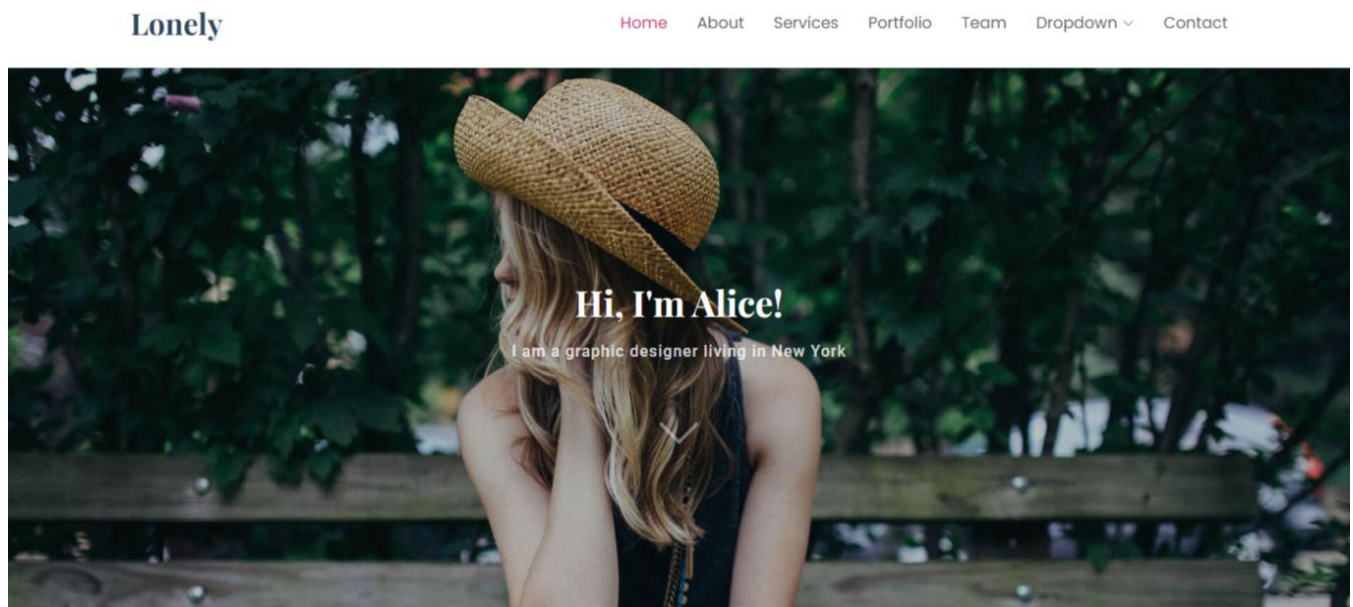 Lonely
Home About Services Portfolio Team Dropdown Contact
Hi, I'm Alice!
I am a graphic designer living in New York